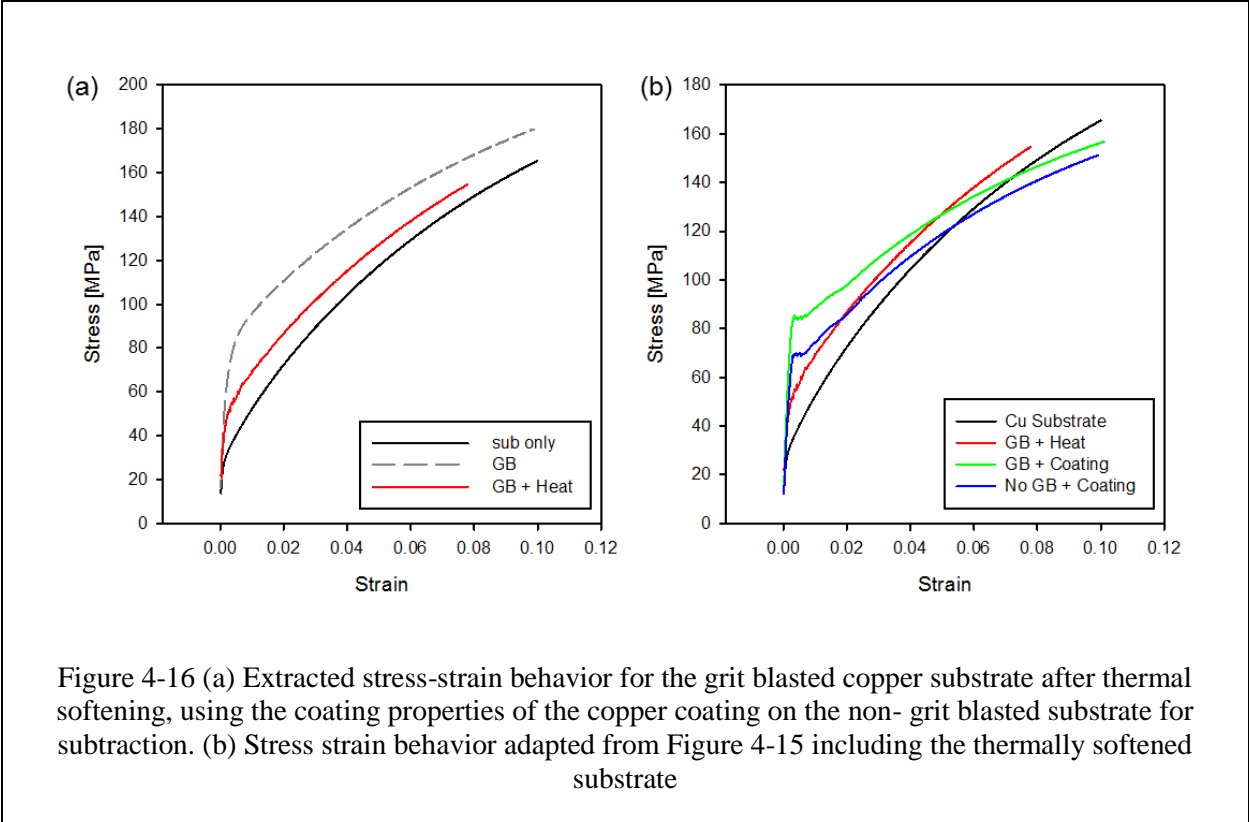 (a)
200
180
160
140
120
100
80
60
40
20
0
Stress [MPa]
0.00 0.02 0.04 0.06 0.08 0.10 0.12
Strain
sub only
GB
GB + Heat
(b)
180
160
140
120
100
80
60
40
20
0
Stress [MPa]
0.00 0.02 0.04 0.06 0.08 0.10 0.12
Strain
Cu Substrate
GB + Heat
GB + Coating
No GB + Coating
Figure 4-16 (a) Extracted stress-strain behavior for the grit blasted copper substrate after thermal
softening, using the coating properties of the copper coating on the non- grit blasted substrate for
subtraction. (b) Stress strain behavior adapted from Figure 4-15 including the thermally softened
substrate